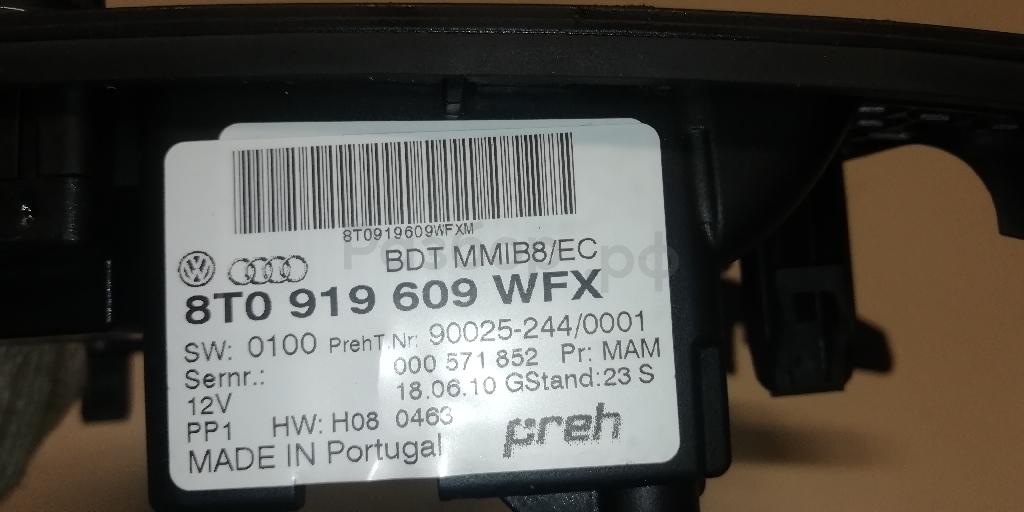 8T0919609WFXM
BDT MMIB8/EC
8T0 919 609 WFX
SW: 0100 PrehT.Nr: 90025-244/0001
Sernr.: 000 571 852 Pr: MAM
12V 18.06.10 GStand:23 S
PP1 HW: H08 0463
MADE IN Portugal preh